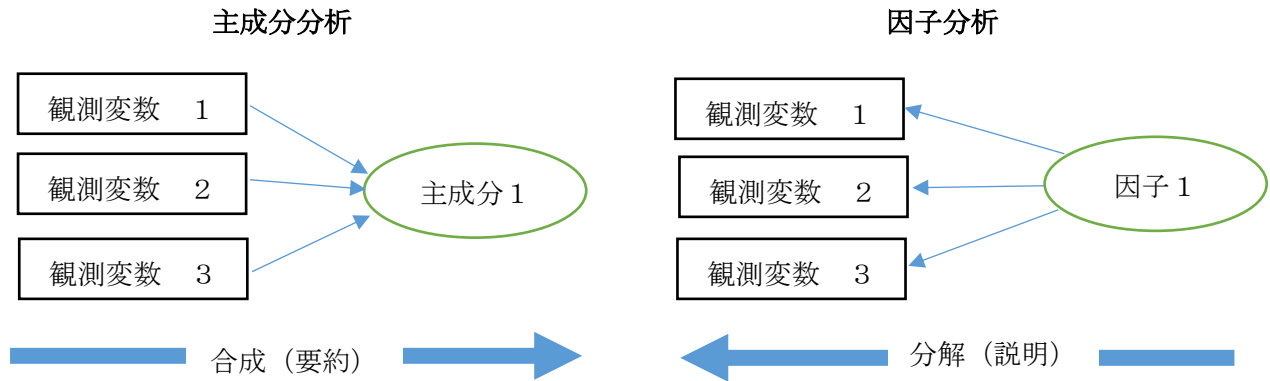 主成分分析
観測変数　１
観測変数　２
観測変数　３
主成分１
合成（要約）
因子分析
観測変数　１
観測変数　２
観測変数　３
因子１
分解（説明）